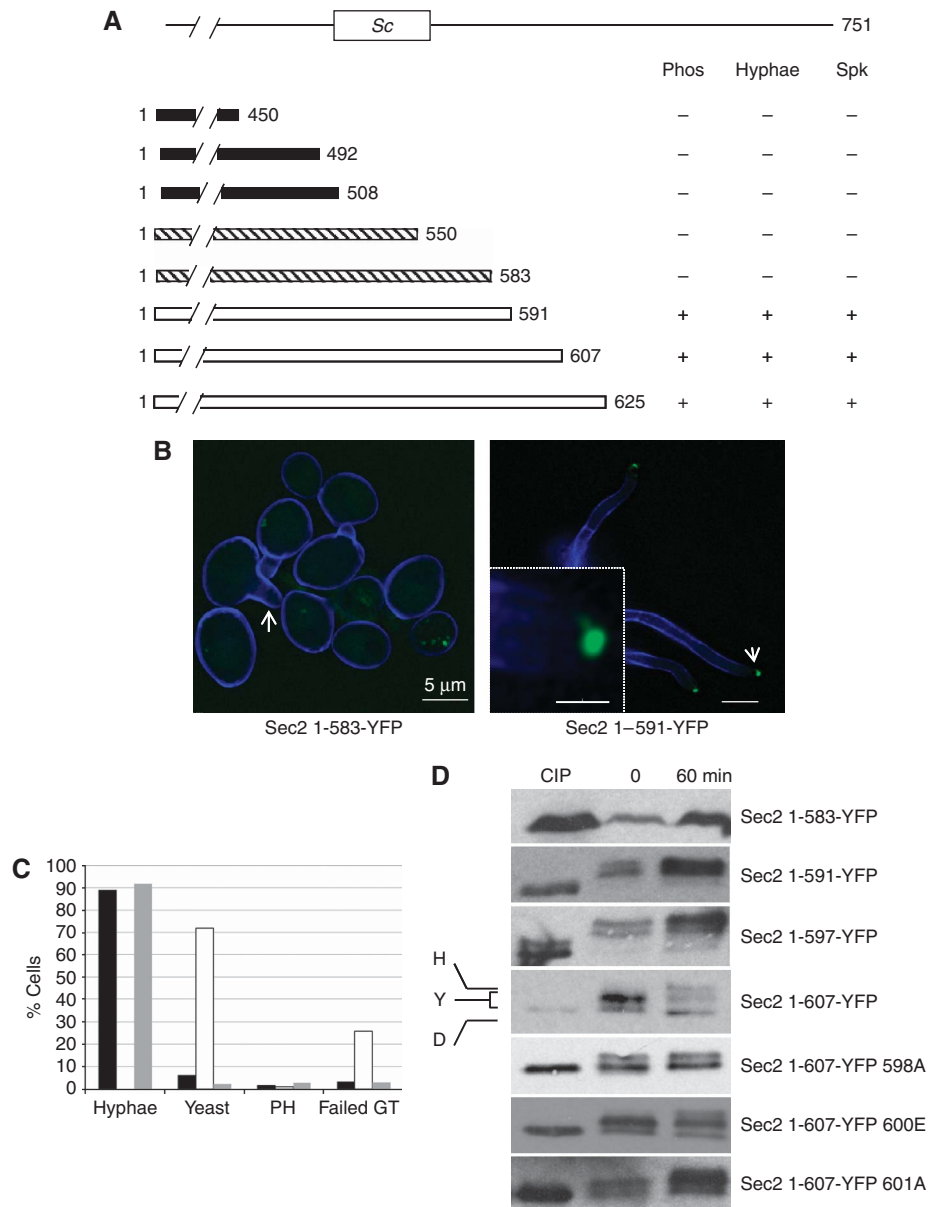 A
Sc
751
Phos Hyphae Spk
1 450 – – –
1 492 – – –
1 508 – – –
1 550 – – –
1 583 – – –
1 591 + + +
1 607 + + +
1 625 + + +
B
5 µm
Sec2 1-583-YFP
Sec2 1–591-YFP
C
% Cells
100
90
80
70
60
50
40
30
20
10
0
Hyphae Yeast PH Failed GT
D
CIP 0 60 min
Sec2 1-583-YFP
Sec2 1-591-YFP
Sec2 1-597-YFP
H
Y
D
Sec2 1-607-YFP
Sec2 1-607-YFP 598A
Sec2 1-607-YFP 600E
Sec2 1-607-YFP 601A